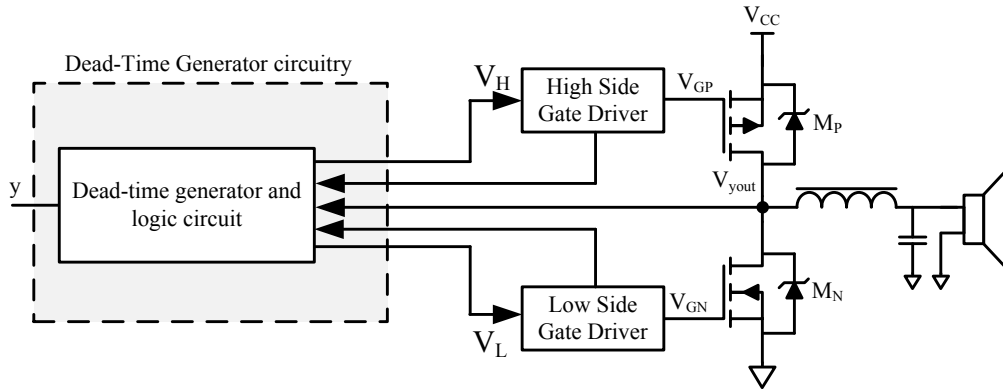 V_CC
Dead-Time Generator circuitry
V_H
High Side
Gate Driver
V_GP
M_P
y
Dead-time generator and
logic circuit
V_yout
Low Side
Gate Driver
V_GN
M_N
V_L